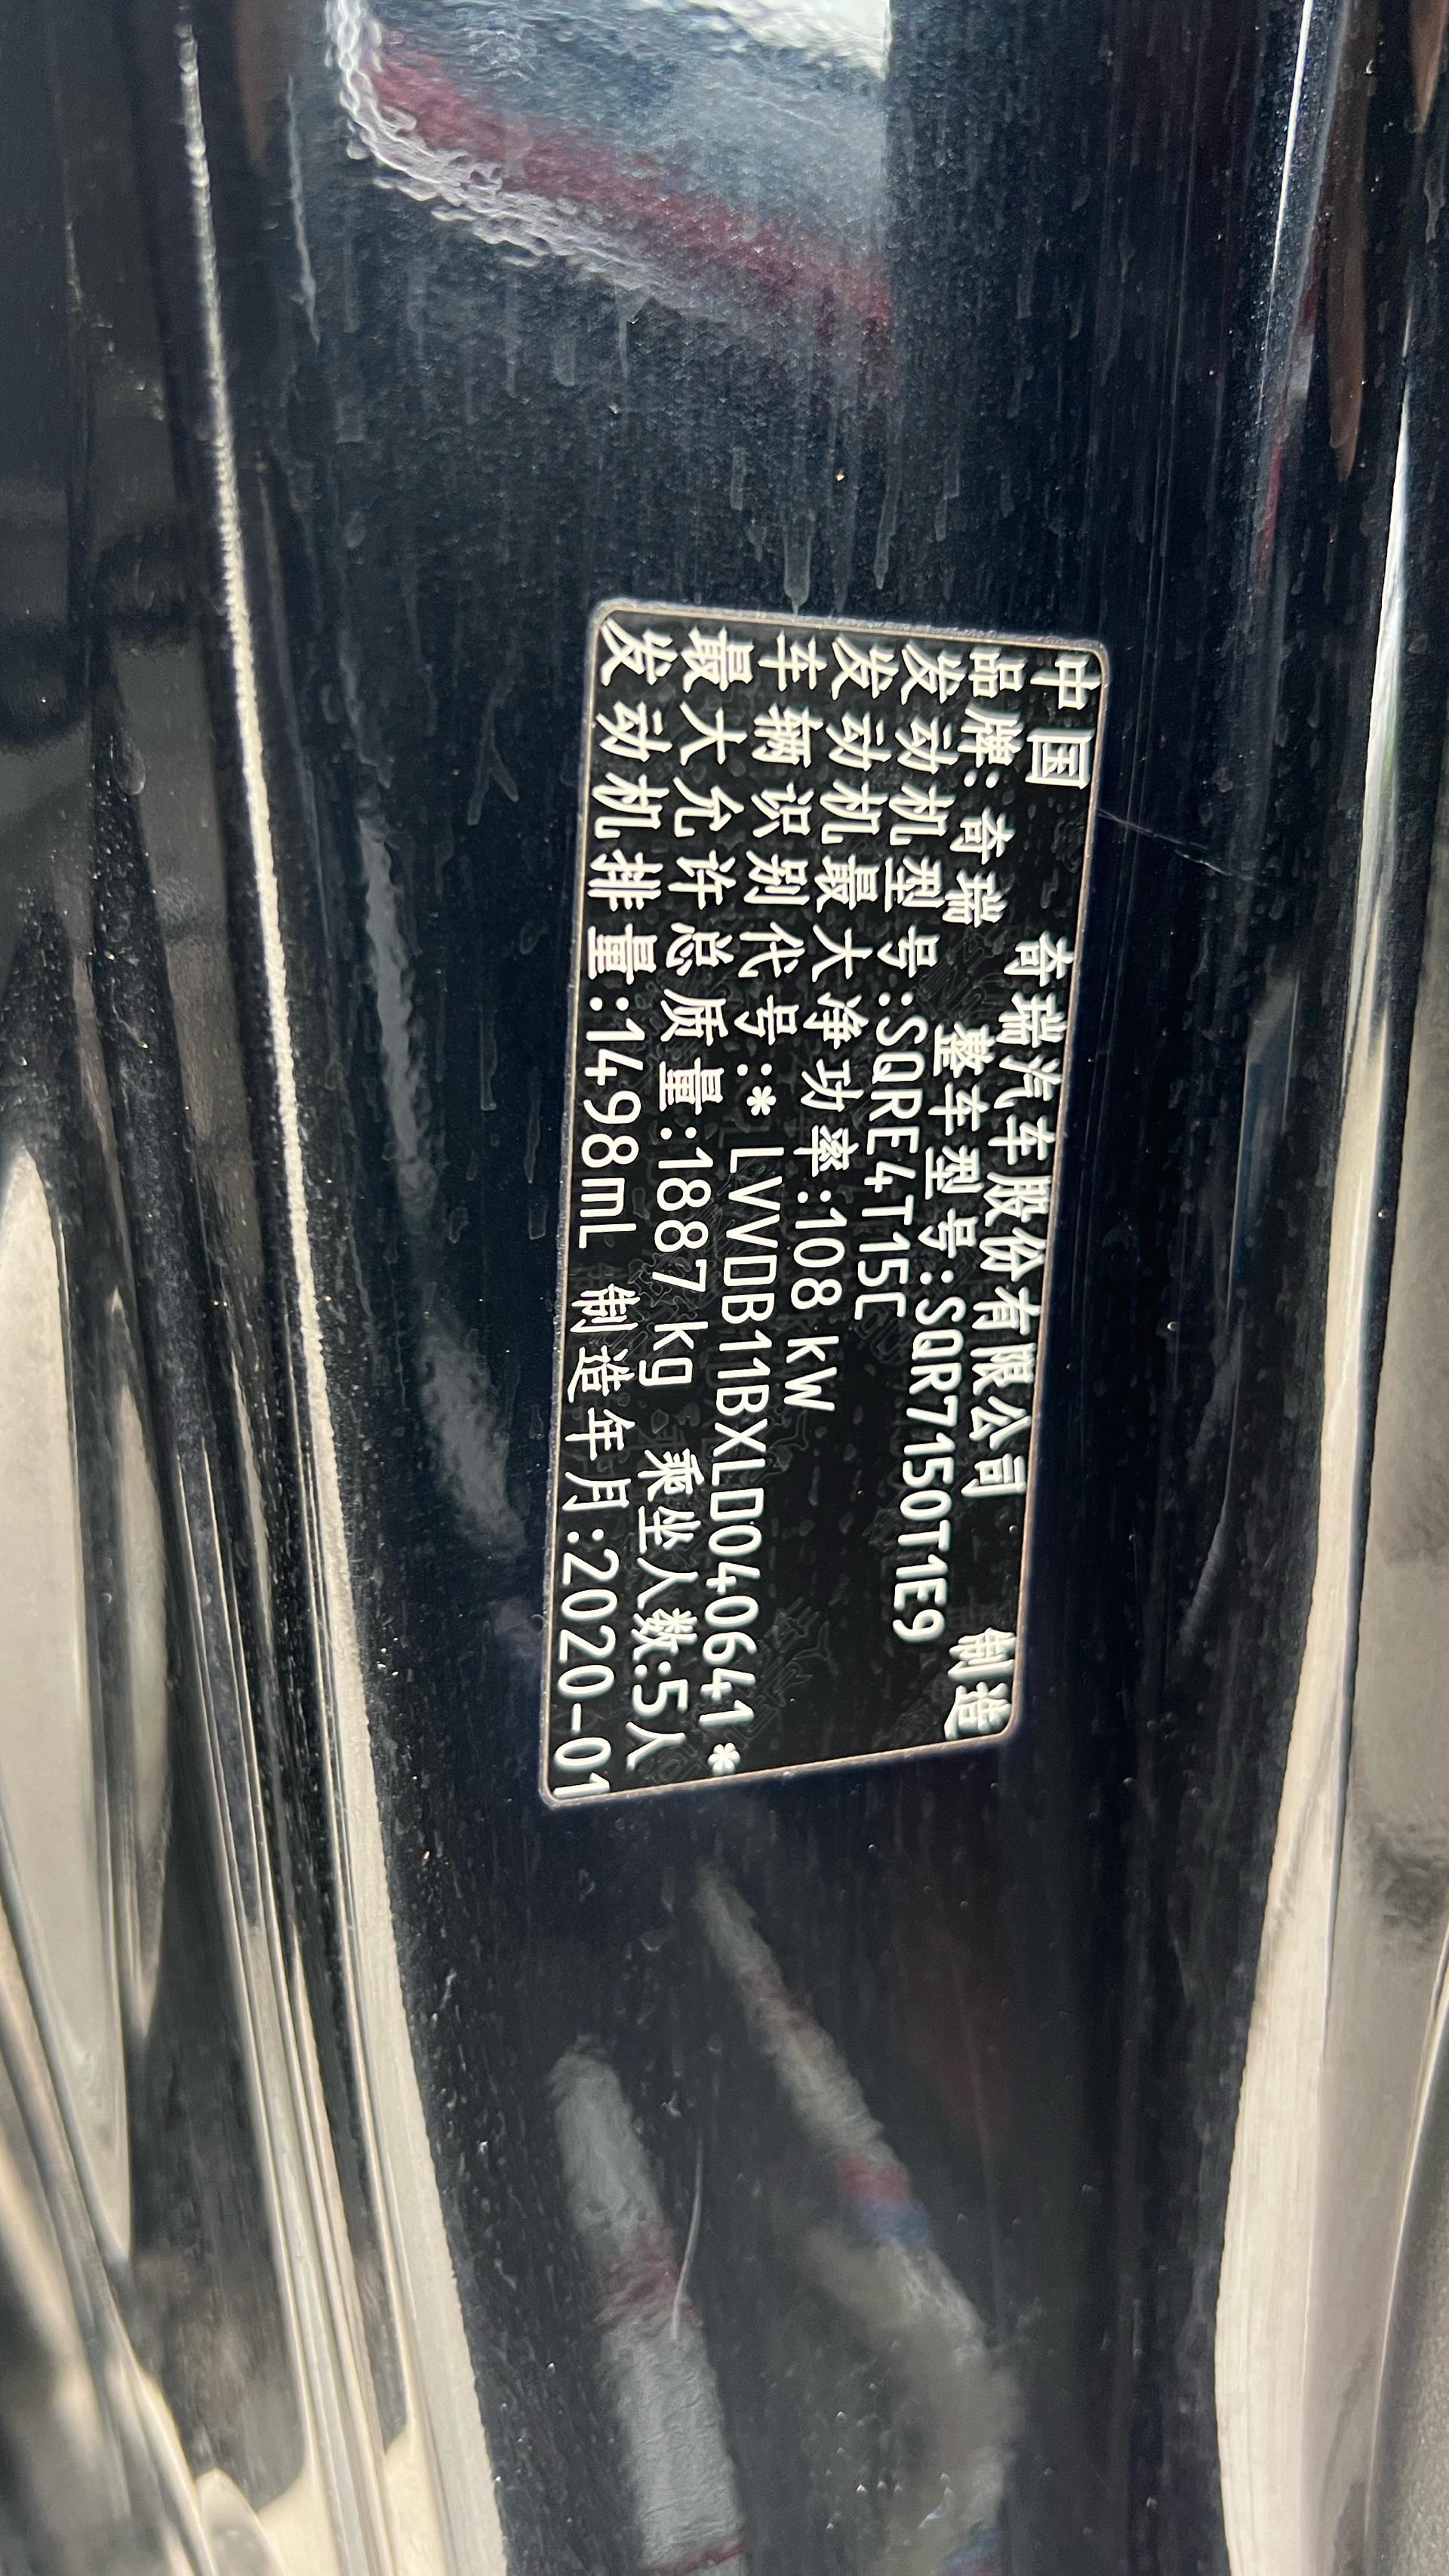 中国 奇瑞汽车股份有限公司 制造
品牌:奇瑞 整车型号:SQR7150T1E9
发动机型号:SQRE4T15C
发动机最大净功率:108 kW
车辆识别代号:* LVVDB11BXLD040641 *
最大允许总质量:1887kg 乘坐人数:5人
发动机排量:1498mL 制造年月:2020-01